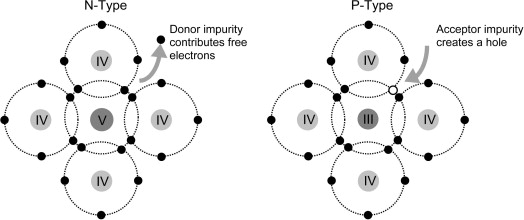 N-Type
Donor impurity
contributes free
electrons
IV
IV
V
IV
IV
P-Type
Acceptor impurity
creates a hole
IV
IV
III
IV
IV